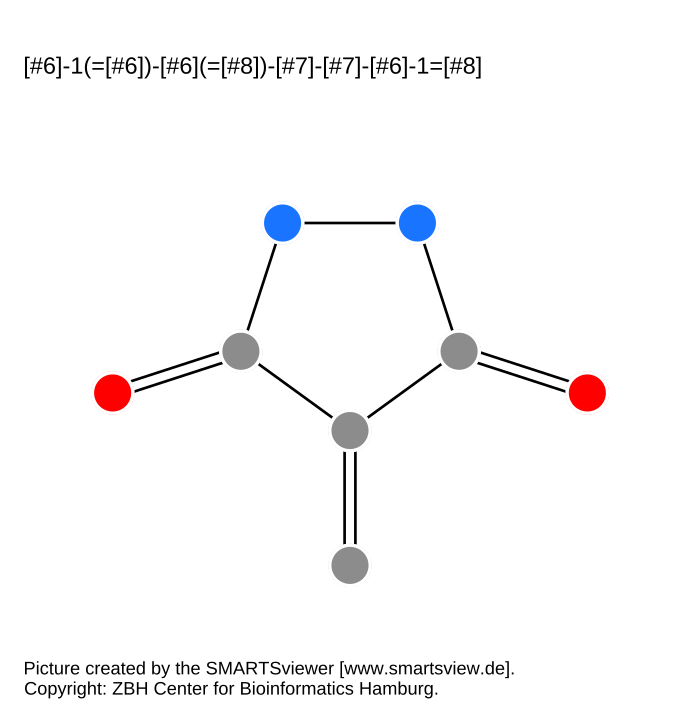 [#6]-1(=[#6])-[#6](=[#8])-[#7]-[#7]-[#6]-1=[#8]
Picture created by the SMARTSviewer [www.smartsview.de].
Copyright: ZBH Center for Bioinformatics Hamburg.